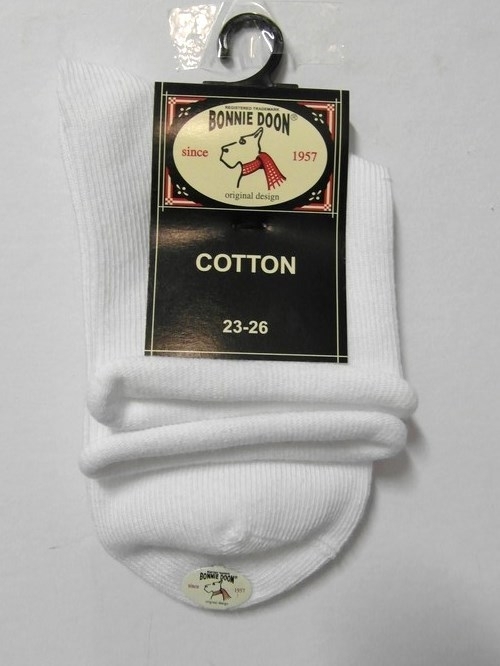 REGISTERED TRADEMARK
BONNIE DOON®
since 1957
original design
COTTON
23-26
BONNIE DOON
since 1957
original design